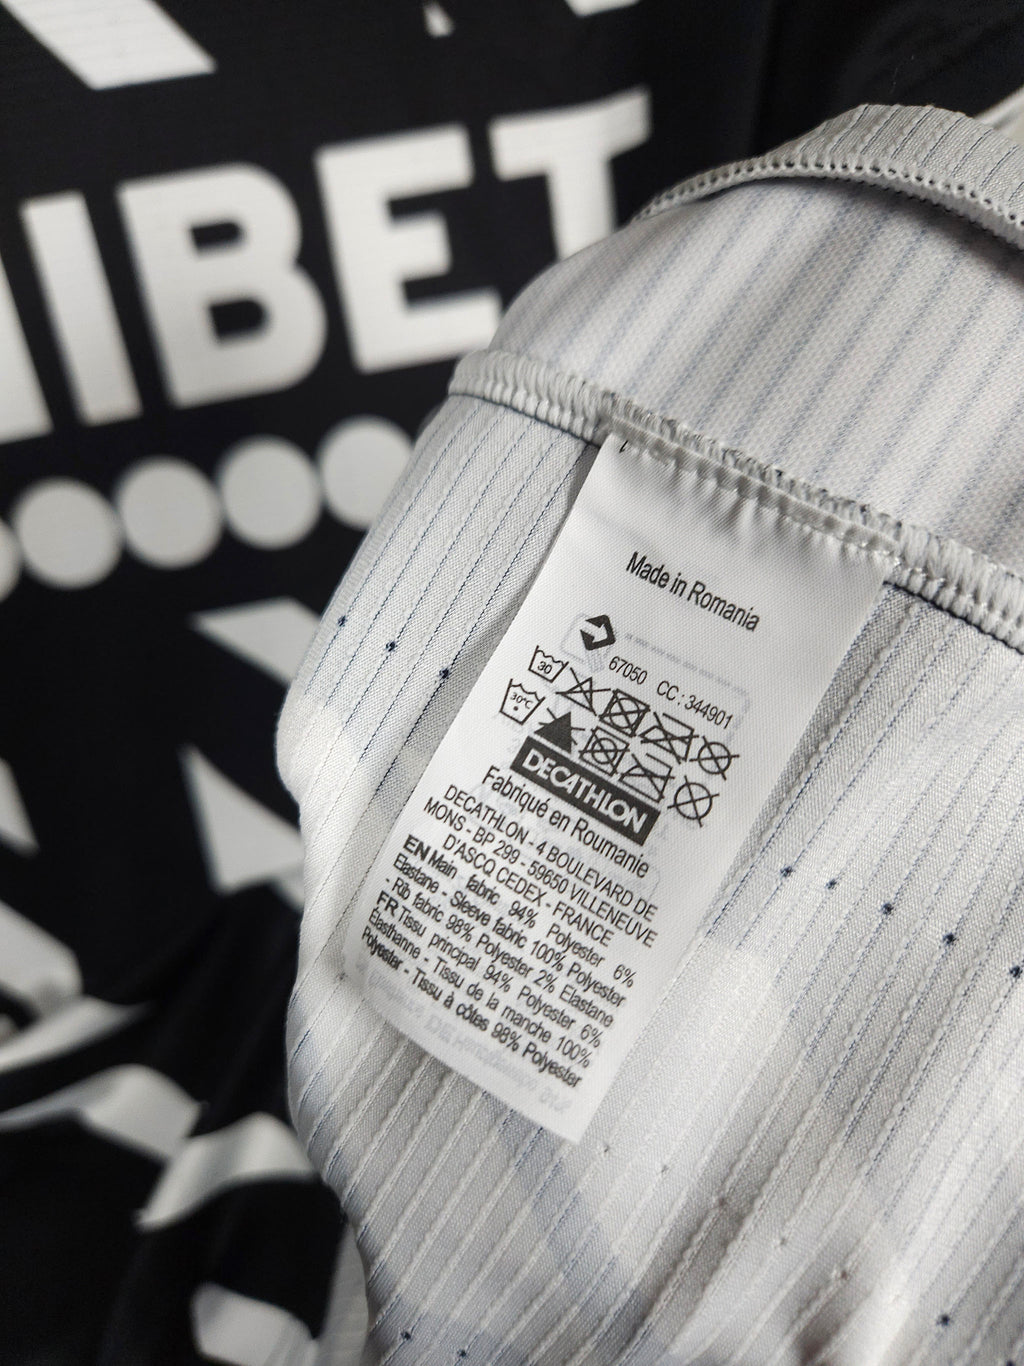 IBET
Made in Romania
67050 CC : 344901
30
30°C
DECATHLON
Fabriqué en Roumanie
DECATHLON - 4 BOULEVARD DE
MONS - BP 299 - 59650 VILLENEUVE
D'ASCQ CEDEX - FRANCE
EN Main fabric 94% Polyester 6%
Elastane - Sleeve fabric 100% Polyester
- Rib fabric 98% Polyester 2% Elastane
FR Tissu principal 94% Polyester 6%
Élasthanne - Tissu de la manche 100%
Polyester - Tissu à côtes 98% Polyester